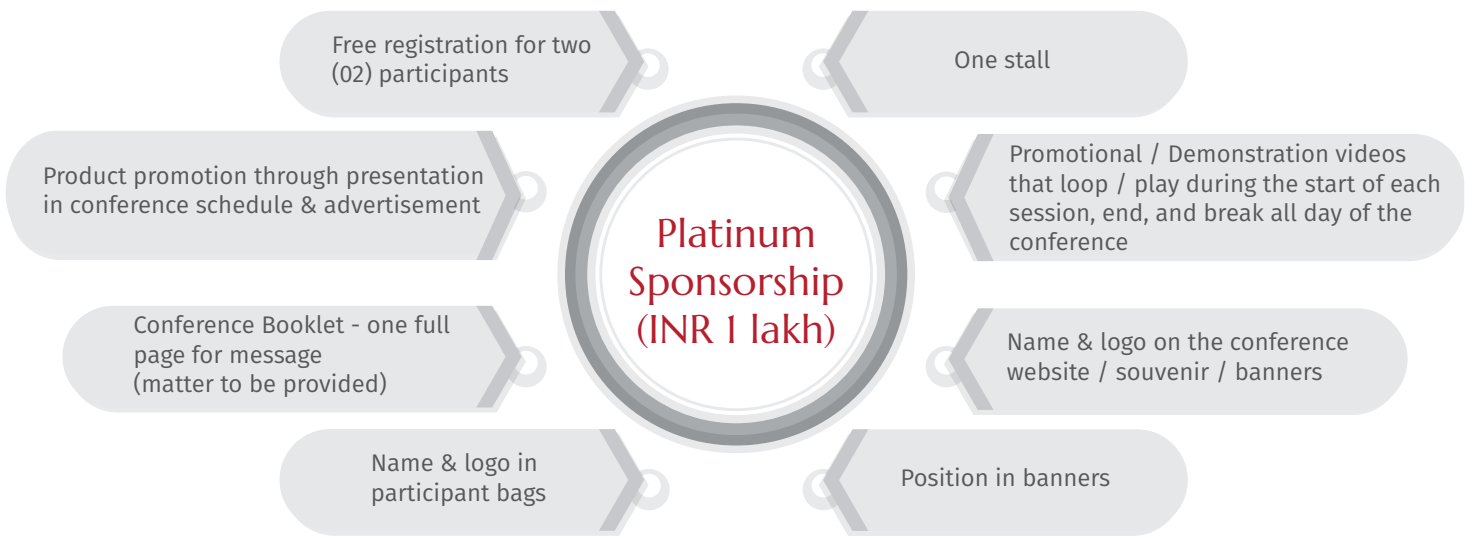 Free registration for two
(02) participants
One stall
Product promotion through presentation
in conference schedule & advertisement
Promotional / Demonstration videos
that loop / play during the start of each
session, end, and break all day of the
conference
Platinum
Sponsorship
(INR 1 lakh)
Conference Booklet - one full
page for message
(matter to be provided)
Name & logo on the conference
website / souvenir / banners
Name & logo in
participant bags
Position in banners